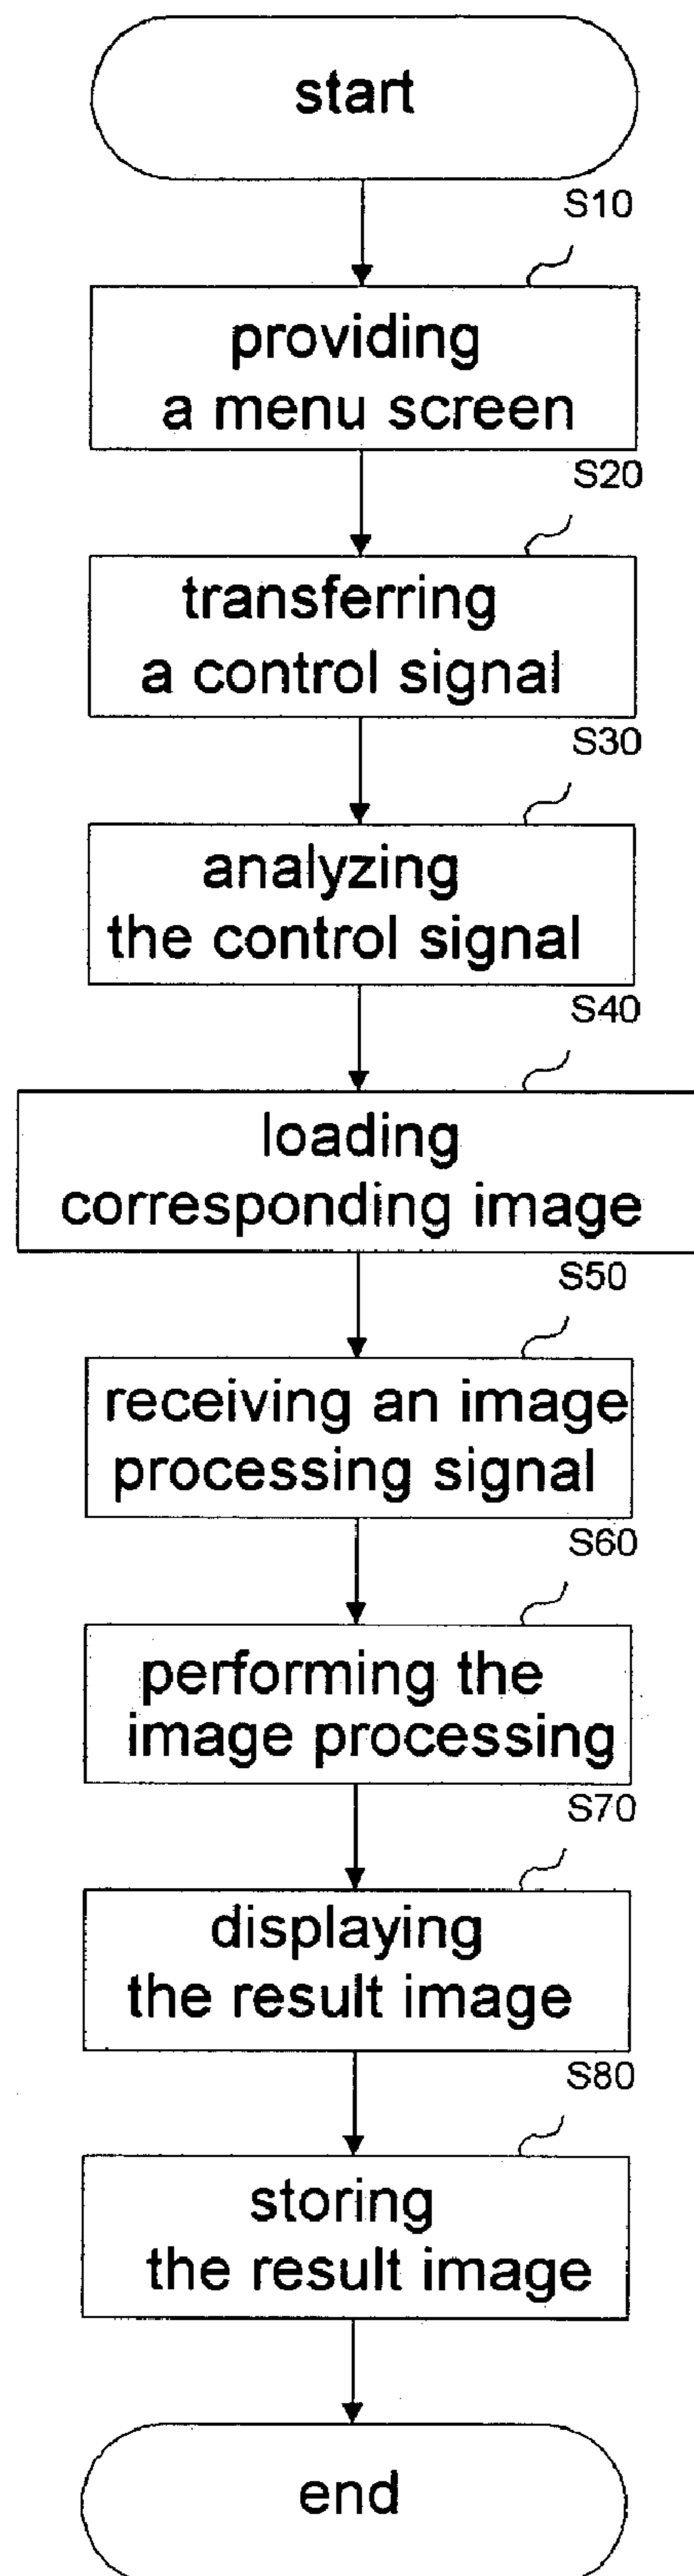 start
S10
providing
a menu screen
S20
transferring
a control signal
S30
analyzing
the control signal
S40
loading
corresponding image
S50
receiving an image
processing signal
S60
performing the
image processing
S70
displaying
the result image
S80
storing
the result image
end